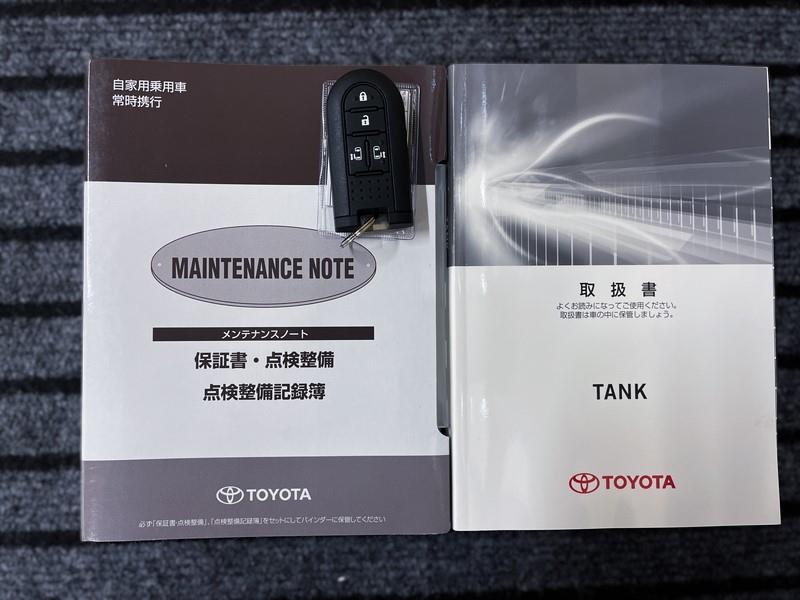 自家用乗用車
常時携行
MAINTENANCE NOTE
メンテナンスノート
保証書・点検整備
点検整備記録簿
TOYOTA
必ず「保証書・点検整備」、「点検整備記録簿」をセットにしてバインダーに保管してください
取扱書
よくお読みになってご使用ください。
取扱書は車の中に保管しましょう。
TANK
TOYOTA